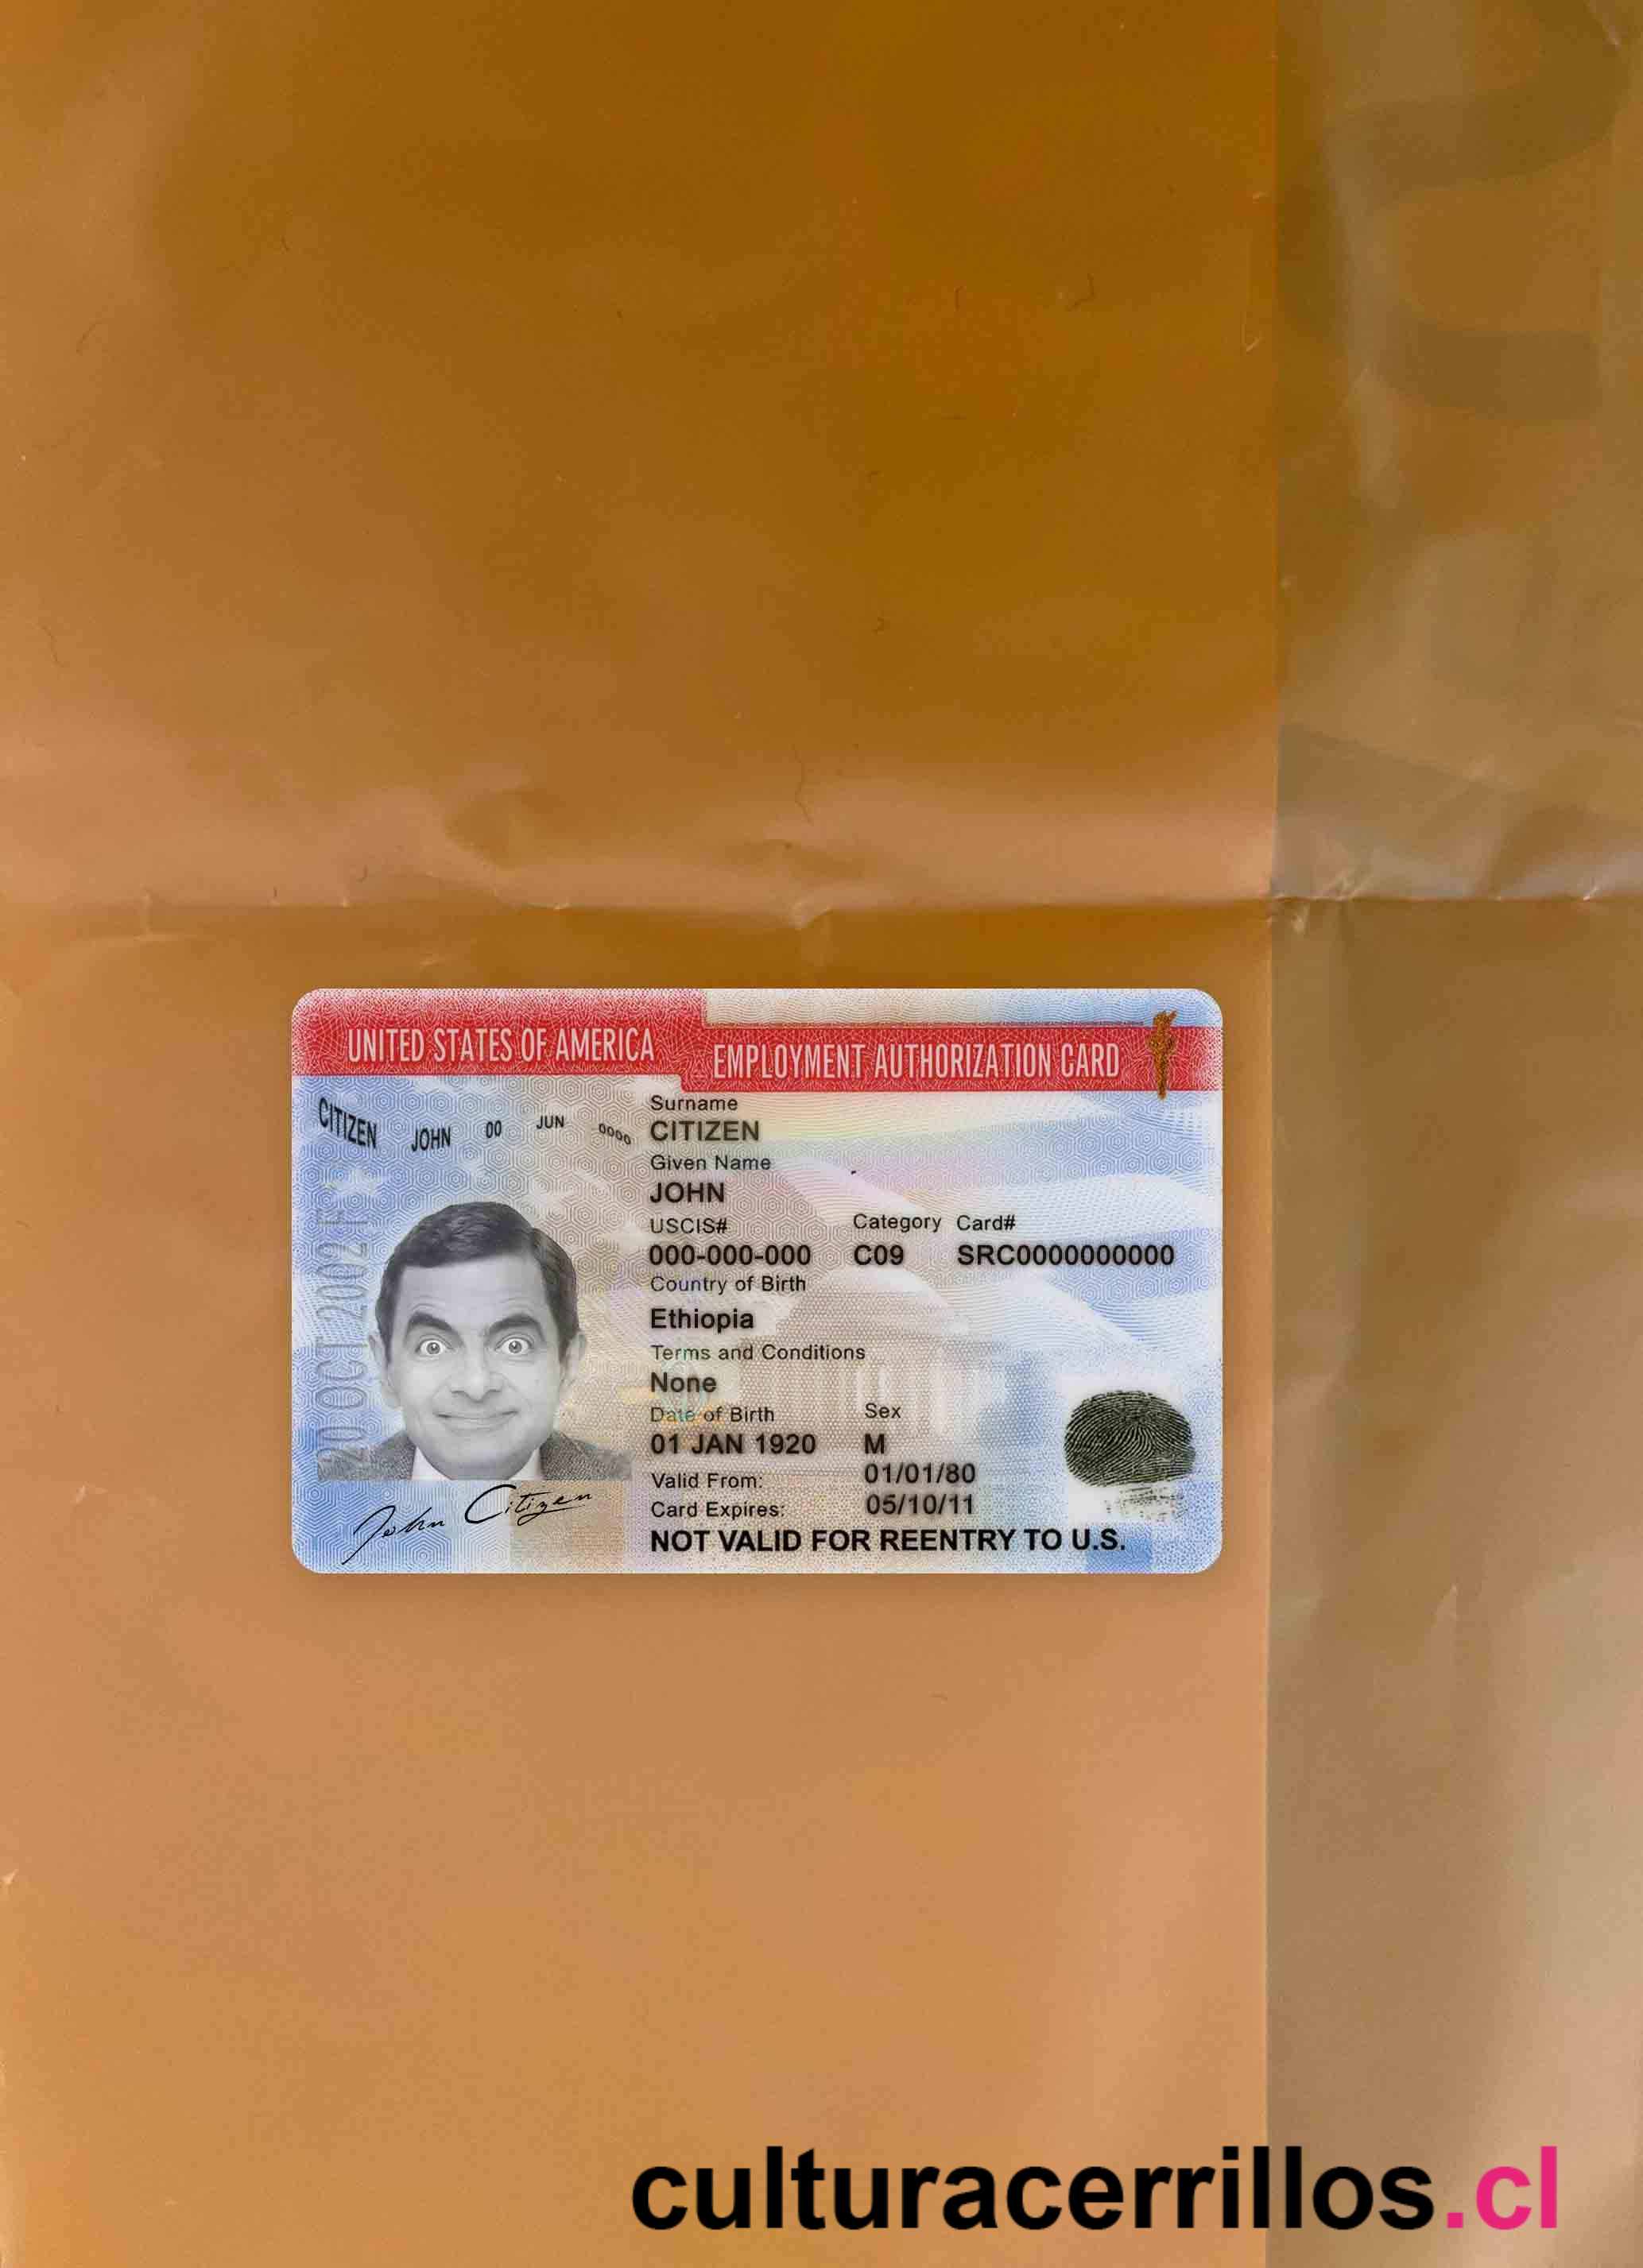 UNITED STATES OF AMERICA
EMPLOYMENT AUTHORIZATION CARD
CITIZEN JOHN 00 JUN 0000
Surname
CITIZEN
Given Name
JOHN
USCIS# Category Card#
000-000-000 C09 SRC0000000000
Country of Birth
Ethiopia
Terms and Conditions
None
Date of Birth Sex
01 JAN 1920 M
Valid From: 01/01/80
Card Expires: 05/10/11
NOT VALID FOR REENTRY TO U.S.
20 OCT 2002
John Citizen
culturacerrillos.cl